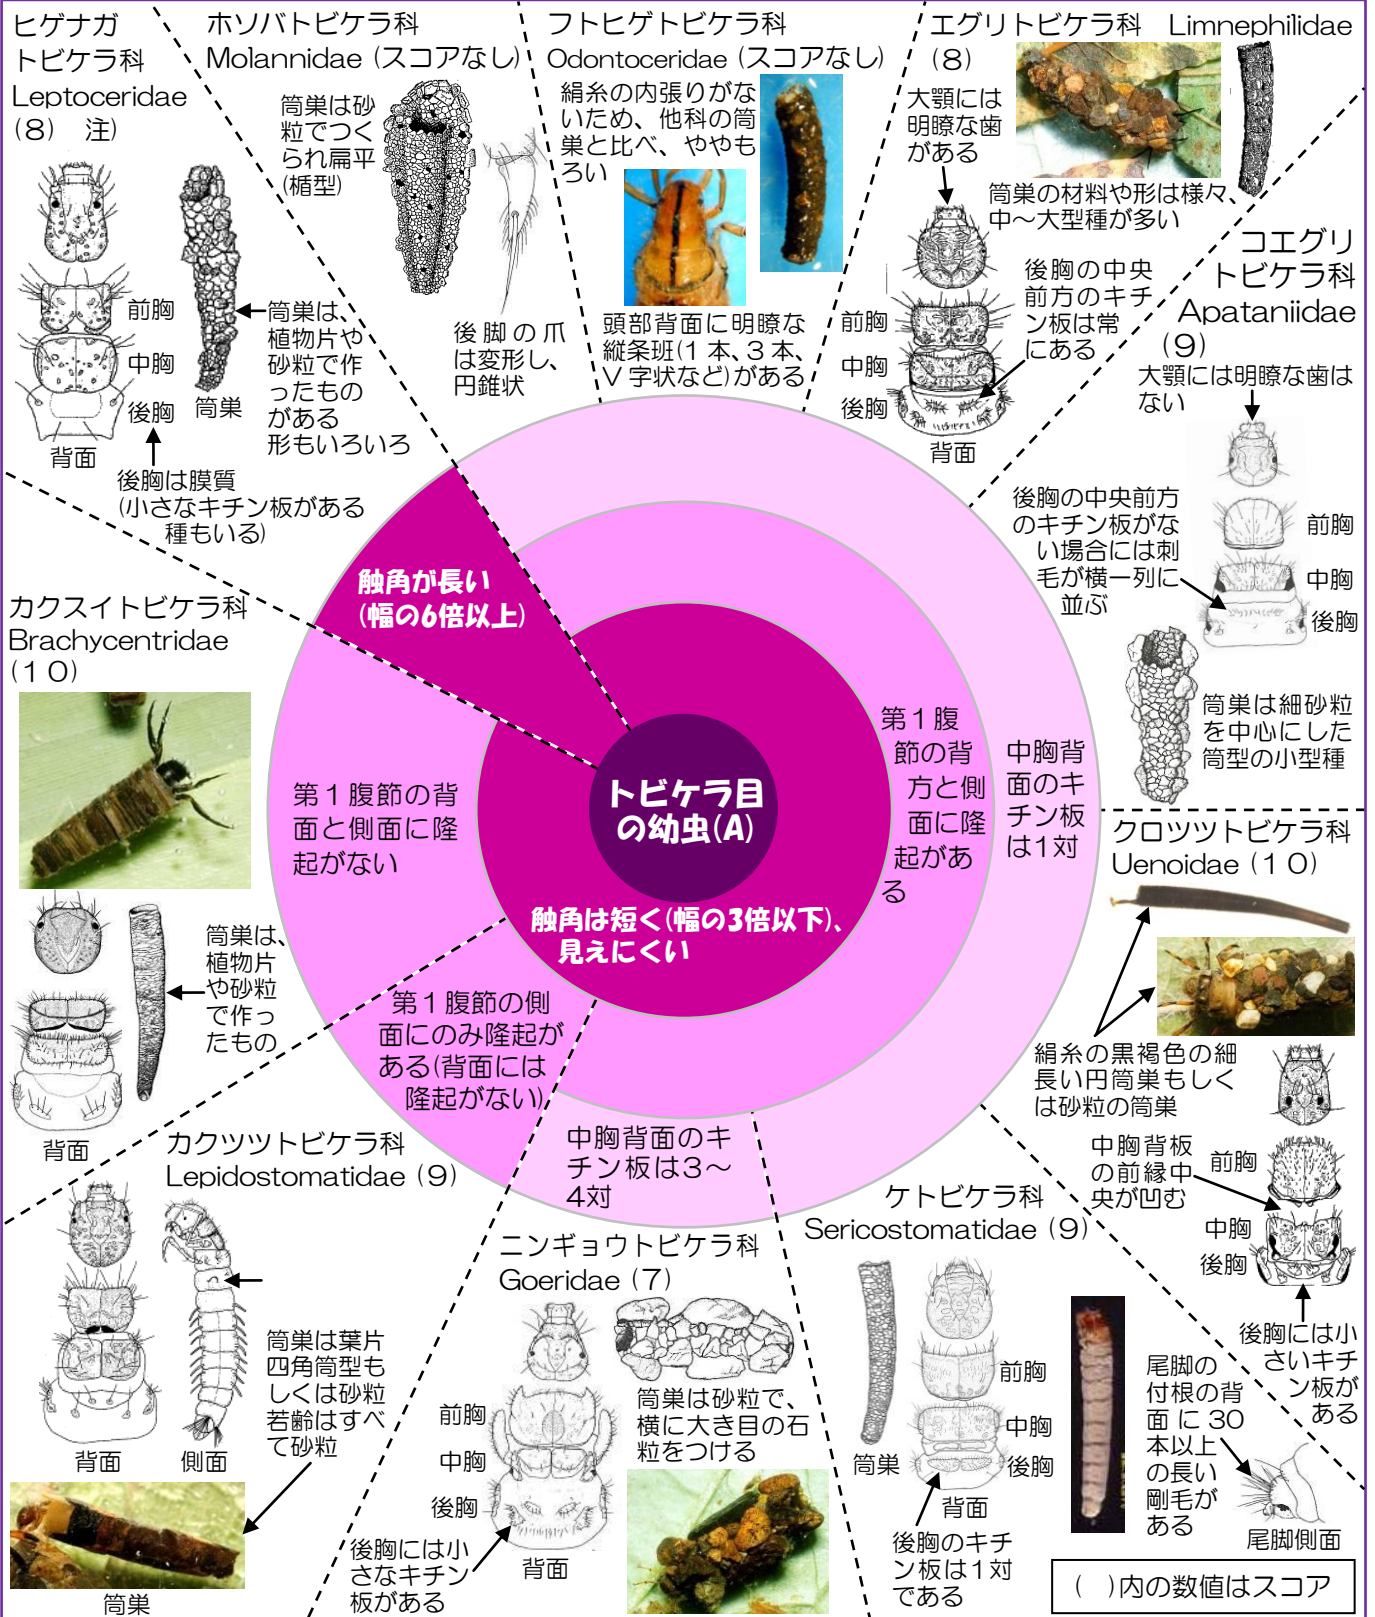 ヒゲナガ
トビケラ科
Leptoceridae
(8) 注)
前胸
中胸
後胸
背面
筒巣
筒巣は、
植物片や
砂粒で作
ったもの
がある
形もいろいろ
後胸は膜質
(小さなキチン板がある
種もいる)
ホソバトビケラ科
Molannidae (スコアなし)
筒巣は砂
粒でつく
られ扁平
(楯型)
後脚の爪
は変形し、
円錐状
フトヒゲトビケラ科
Odontoceridae (スコアなし)
絹糸の内張りがな
いため、他科の筒
巣と比べ、ややも
ろい
頭部背面に明瞭な
縦条班(1本、3本、
V字状など)がある
エグリトビケラ科 Limnephilidae
(8)
大顎には
明瞭な歯
がある
筒巣の材料や形は様々、
中～大型種が多い
後胸の中央
前方のキチ
ン板は常
にある
前胸
中胸
後胸
背面
コエグリ
トビケラ科
Apataniidae
(9)
大顎には明瞭な歯は
ない
後胸の中央前方
のキチン板がな
い場合には刺
毛が横一列に
並ぶ
前胸
中胸
後胸
筒巣は細砂粒
を中心にした
筒型の小型種
クロツツトビケラ科
Uenoidae (10)
絹糸の黒褐色の細
長い円筒巣もしく
は砂粒の筒巣
中胸背板
の前縁中
央が凹む
前胸
中胸
後胸
後胸には小
さいキチ
ン板が
ある
ケトビケラ科
Sericostomatidae (9)
前胸
中胸
後胸
背面
筒巣
後胸のキチ
ン板は1対
である
尾脚の
付根の背
面に30
本以上
の長い
剛毛が
ある
尾脚側面
ニンギョウトビケラ科
Goeridae (7)
前胸
中胸
後胸
背面
筒巣は砂粒で、
横に大き目の石
粒をつける
後胸には小
さなキチン
板がある
カクツツトビケラ科
Lepidostomatidae (9)
背面
側面
筒巣は葉片
四角筒型も
しくは砂粒
若齢はすべ
て砂粒
筒巣
カクスイトビケラ科
Brachycentridae
(10)
筒巣は、
植物片
や砂粒
で作っ
たもの
背面
触角が長い
(幅の6倍以上)
トビケラ目
の幼虫(A)
触角は短く(幅の3倍以下)、
見えにくい
第1腹節の背
面と側面に隆
起がない
第1腹節の側
面にのみ隆起が
ある(背面には
隆起がない)
第1腹
節の背
方と側
面に隆
起があ
る
中胸背
面のキ
チン板
は1対
中胸背面のキ
チン板は3～
4対
( )内の数値はスコア